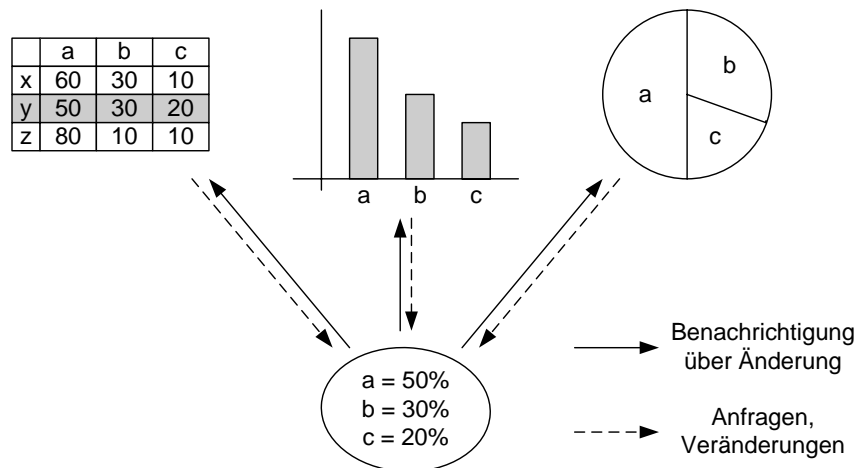 a b c
x 60 30 10
y 50 30 20
z 80 10 10
a b c
a
b
c
a = 50%
b = 30%
c = 20%
Benachrichtigung
über Änderung
Anfragen,
Veränderungen